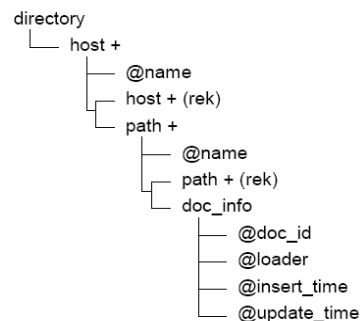 directory
host +
@name
host + (rek)
path +
@name
path + (rek)
doc_info
@doc_id
@loader
@insert_time
@update_time